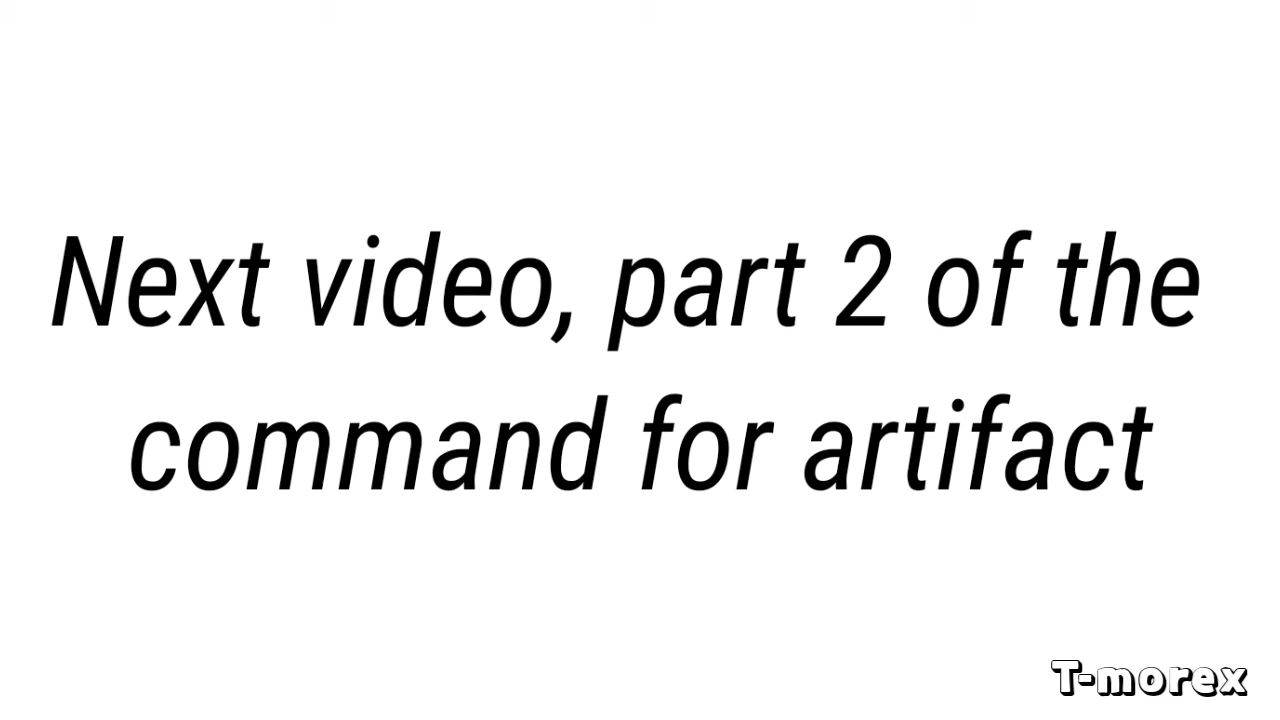 Next video, part 2 of the
command for artifact
T-morex